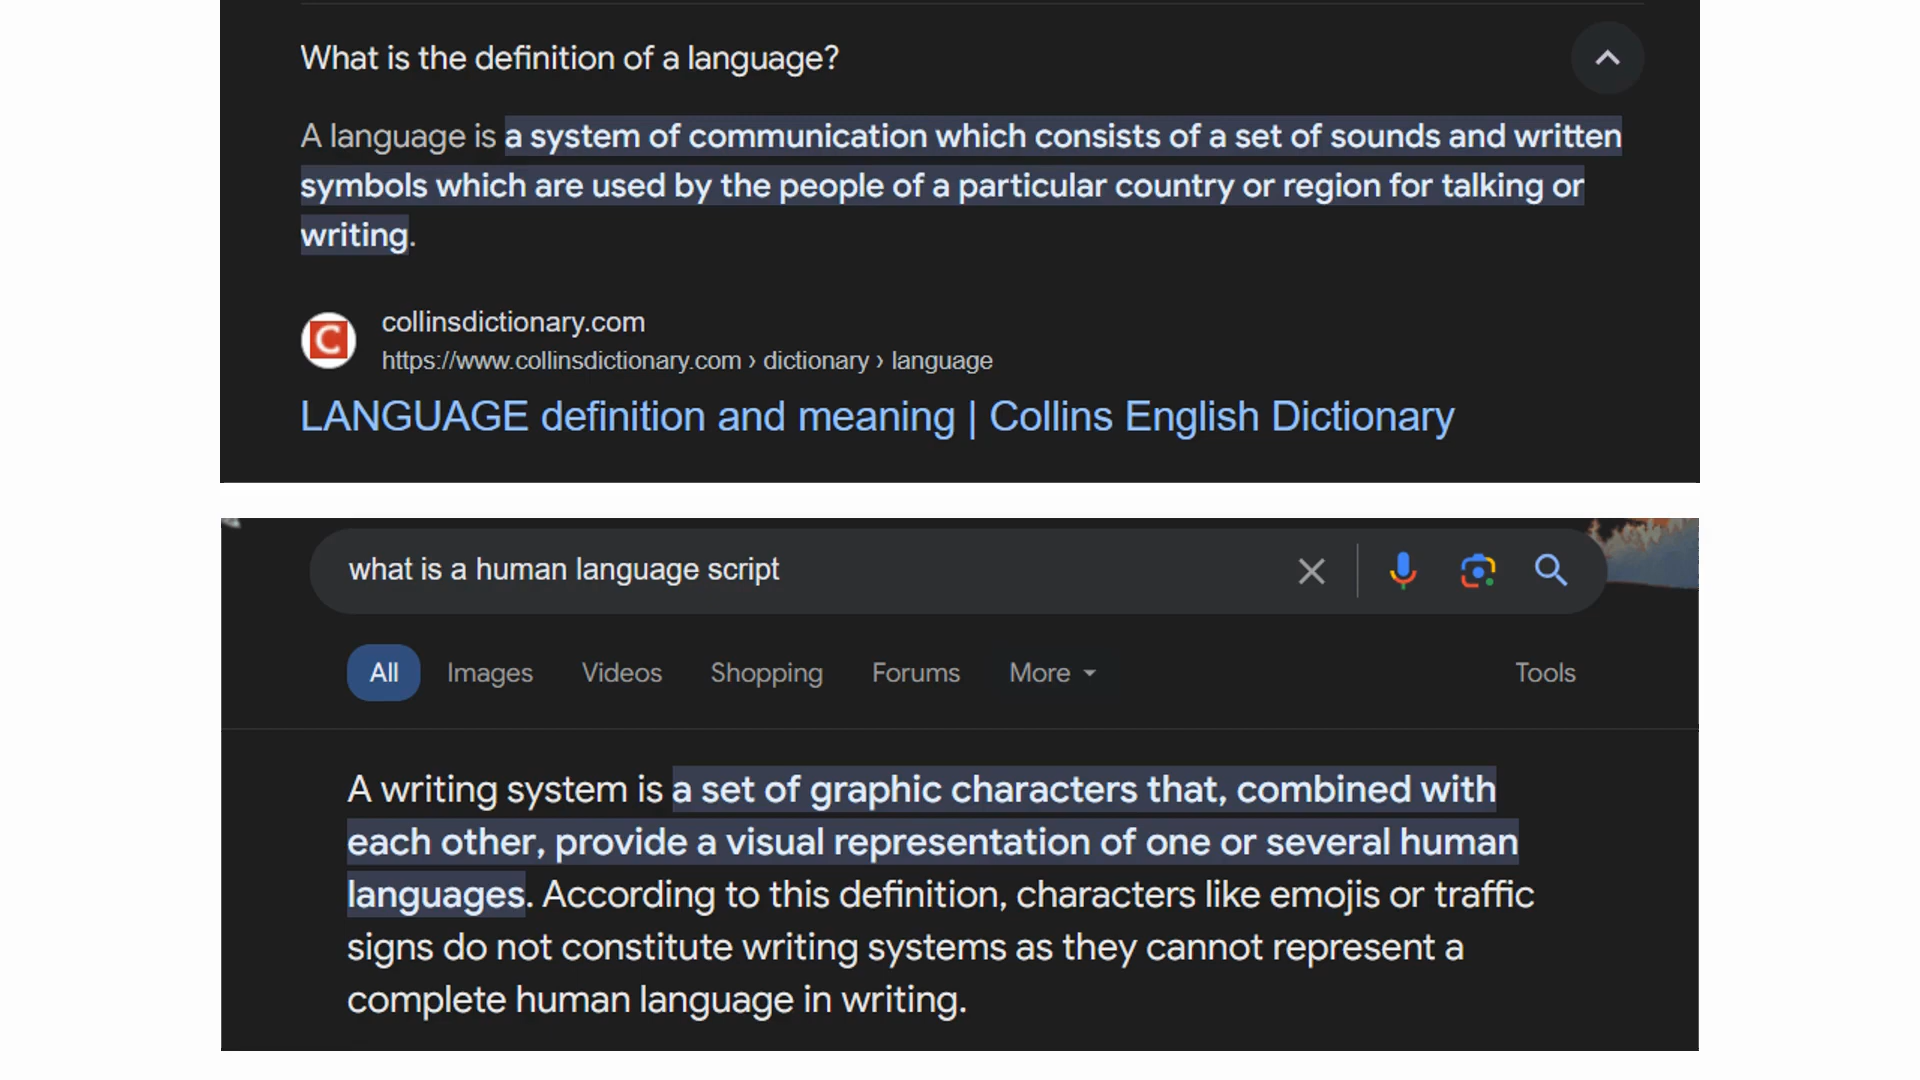 What is the definition of a language?
A language is a system of communication which consists of a set of sounds and written
symbols which are used by the people of a particular country or region for talking or
writing.
C
collinsdictionary.com
https://www.collinsdictionary.com › dictionary › language
LANGUAGE definition and meaning | Collins English Dictionary
what is a human language script
All Images Videos Shopping Forums More Tools
A writing system is a set of graphic characters that, combined with
each other, provide a visual representation of one or several human
languages. According to this definition, characters like emojis or traffic
signs do not constitute writing systems as they cannot represent a
complete human language in writing.